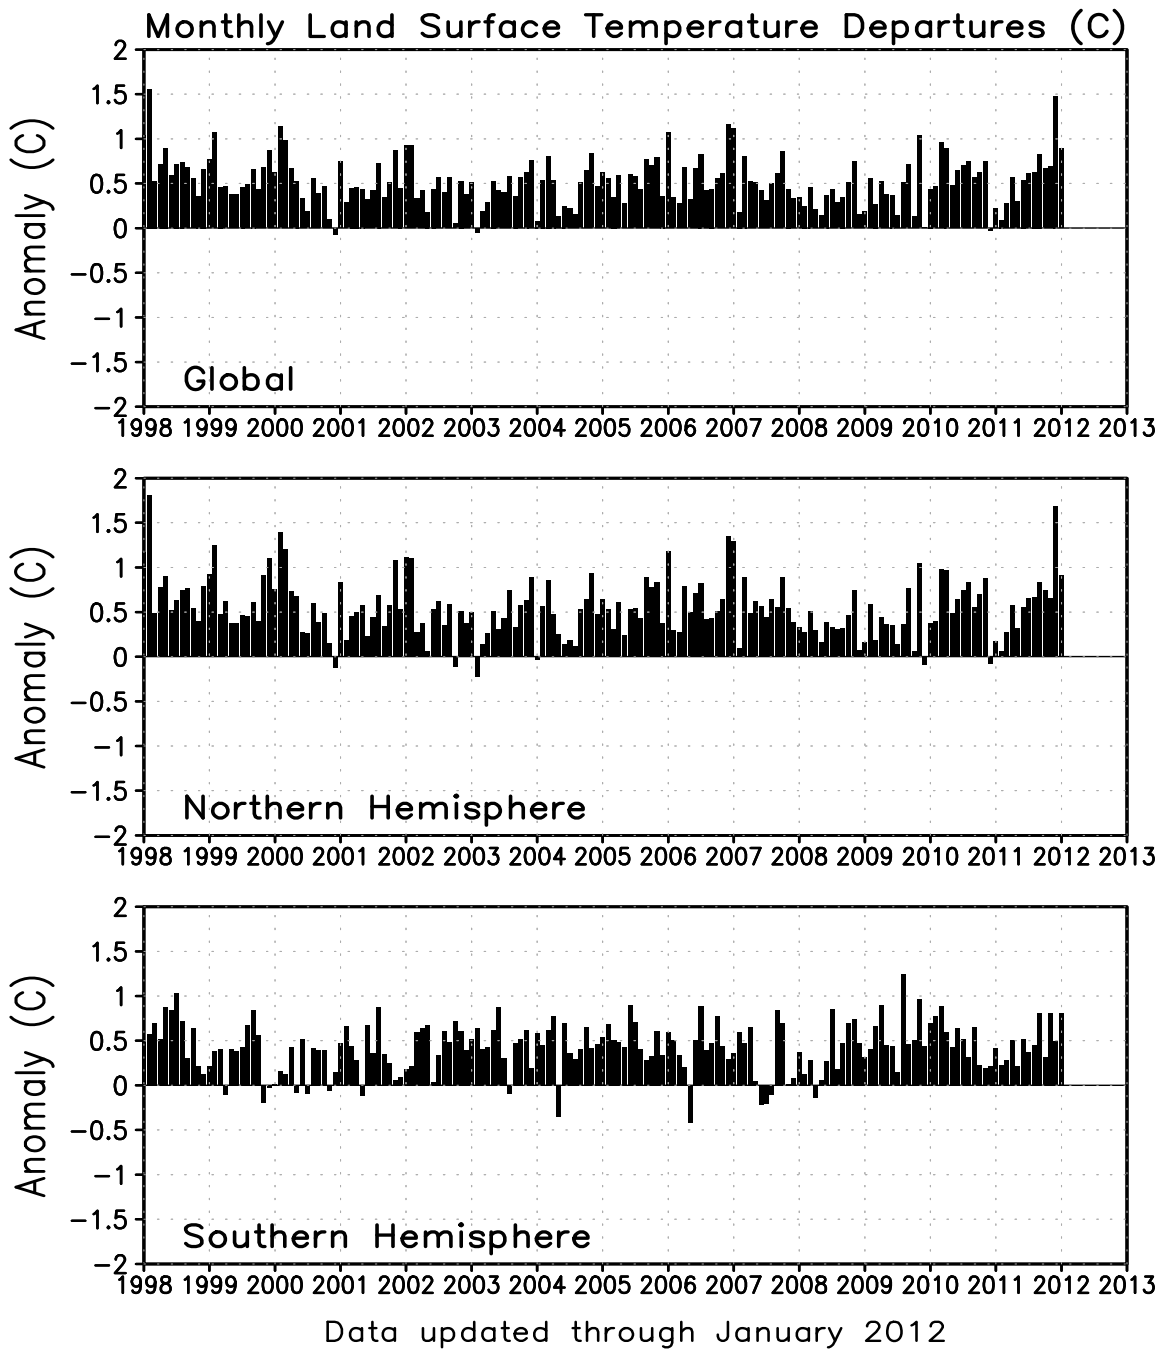 Monthly Land Surface Temperature Departures (C)
2
1.5
1
0.5
0
−0.5
−1
−1.5
−2
Anomaly (C)
Global
1998 1999 2000 2001 2002 2003 2004 2005 2006 2007 2008 2009 2010 2011 2012 2013
2
1.5
1
0.5
0
−0.5
−1
−1.5
−2
Anomaly (C)
Northern Hemisphere
1998 1999 2000 2001 2002 2003 2004 2005 2006 2007 2008 2009 2010 2011 2012 2013
2
1.5
1
0.5
0
−0.5
−1
−1.5
−2
Anomaly (C)
Southern Hemisphere
1998 1999 2000 2001 2002 2003 2004 2005 2006 2007 2008 2009 2010 2011 2012 2013
Data updated through January 2012